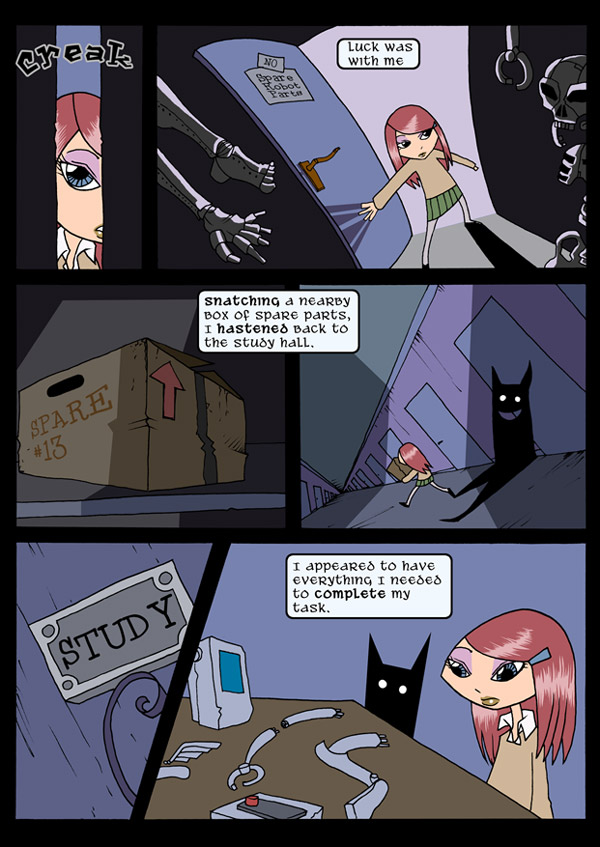 creak
NO
Spare
Robot
Parts
Luck was
with me
Snatching a nearby
box of spare parts,
I hastened back to
the study hall.
SPARE
#13
STUDY
I appeared to have
everything I needed
to complete my
task.